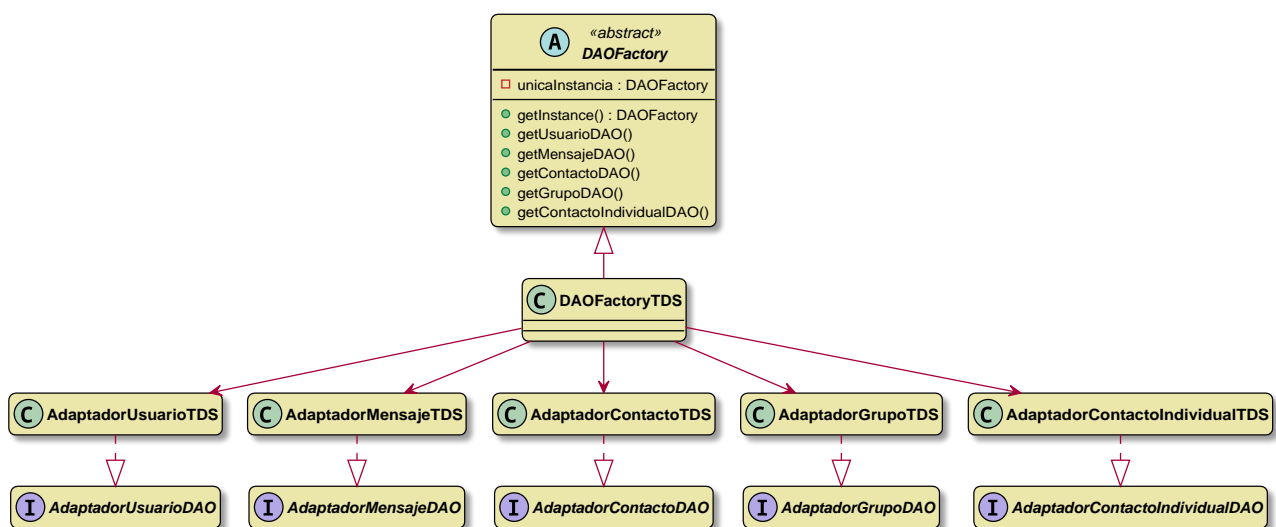 A «abstract»
DAOFactory
unicaInstancia : DAOFactory
getInstance() : DAOFactory
getUsuarioDAO()
getMensajeDAO()
getContactoDAO()
getGrupoDAO()
getContactoIndividualDAO()
C DAOFactoryTDS
C AdaptadorUsuarioTDS
C AdaptadorMensajeTDS
C AdaptadorContactoTDS
C AdaptadorGrupoTDS
C AdaptadorContactoIndividualTDS
I AdaptadorUsuarioDAO
I AdaptadorMensajeDAO
I AdaptadorContactoDAO
I AdaptadorGrupoDAO
I AdaptadorContactoIndividualDAO